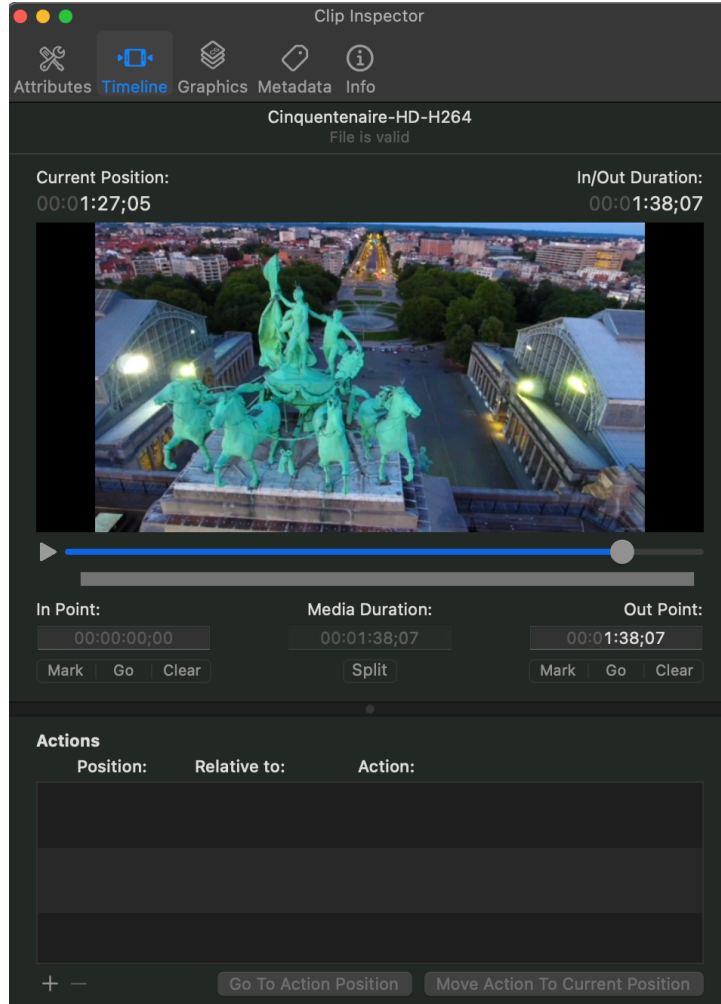 Clip Inspector
Attributes Timeline Graphics Metadata Info
Cinquentenaire-HD-H264
File is valid
Current Position: In/Out Duration:
00:01:27;05 00:01:38;07
In Point: Media Duration: Out Point:
00:00:00;00 00:01:38;07 00:01:38;07
Mark Go Clear Split Mark Go Clear
Actions
Position: Relative to: Action:
Go To Action Position Move Action To Current Position